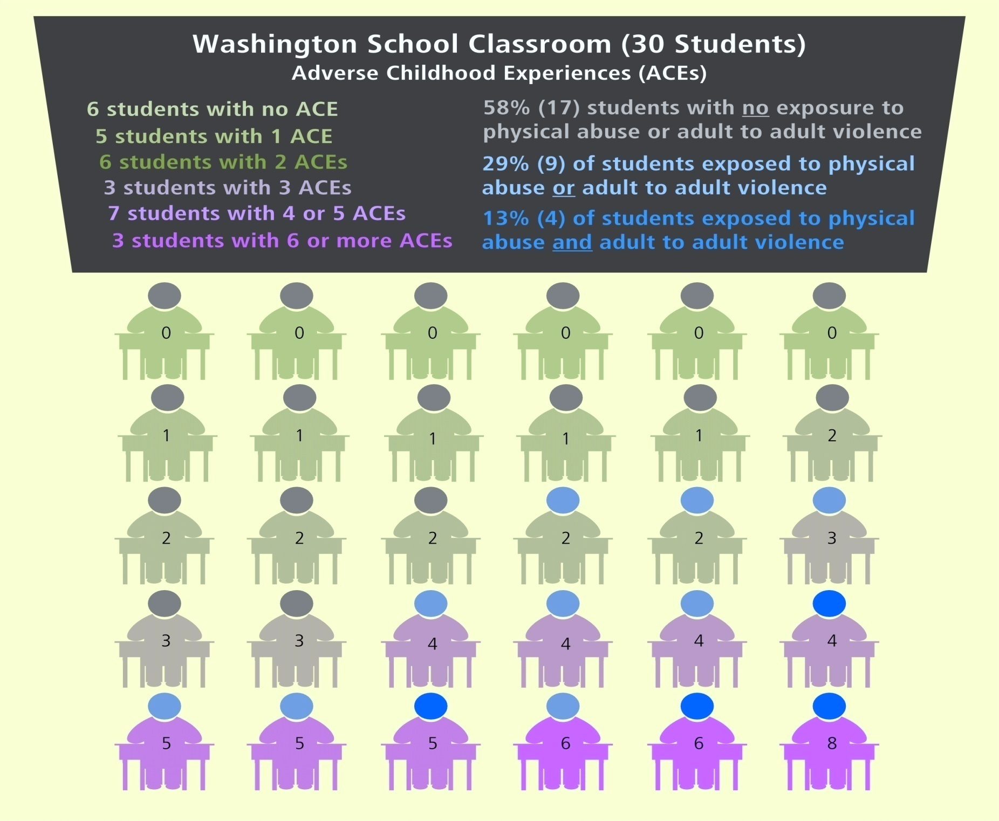 Washington School Classroom (30 Students)
Adverse Childhood Experiences (ACEs)
6 students with no ACE
5 students with 1 ACE
6 students with 2 ACEs
3 students with 3 ACEs
7 students with 4 or 5 ACEs
3 students with 6 or more ACEs
58% (17) students with no exposure to
physical abuse or adult to adult violence
29% (9) of students exposed to physical
abuse or adult to adult violence
13% (4) of students exposed to physical
abuse and adult to adult violence
0 0 0 0 0 0
1 1 1 1 1 2
2 2 2 2 2 3
3 3 4 4 4 4
5 5 5 6 6 8